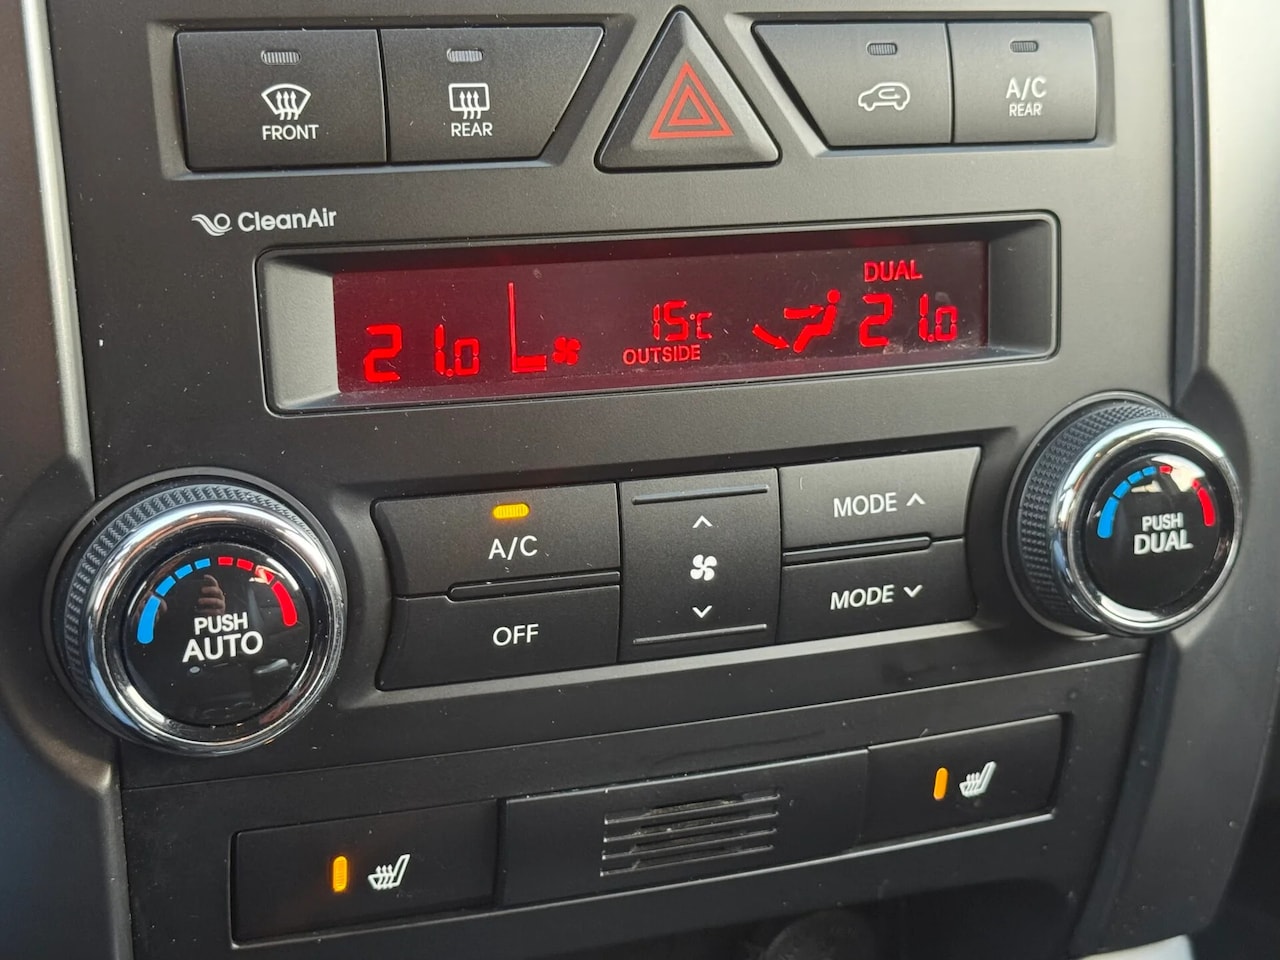 FRONT
REAR
A/C
REAR
CleanAir
DUAL
21.0
15°C
21.0
OUTSIDE
A/C
MODE
PUSH
DUAL
PUSH
AUTO
OFF
MODE